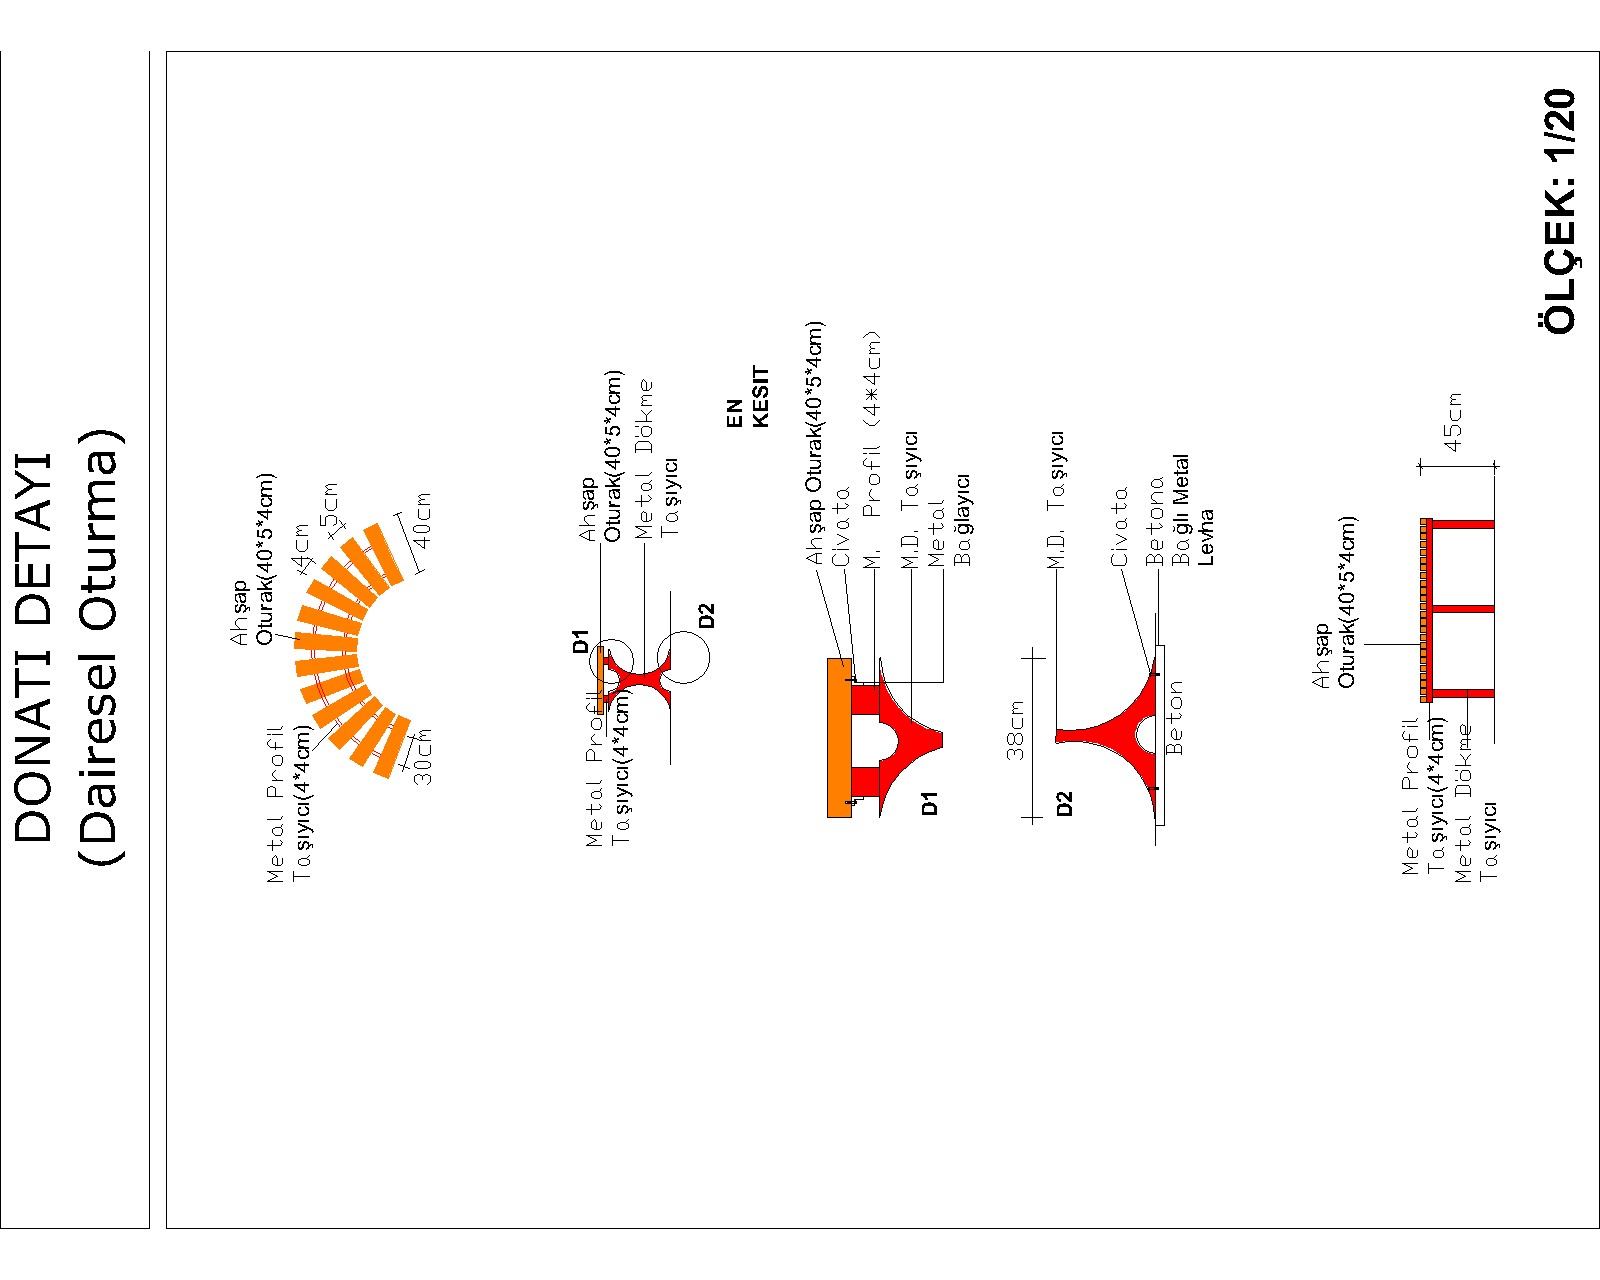 DONATI DETAYI
(Dairesel Oturma)
Ahşap
Oturak(40*5*4cm)
4cm
5cm
40cm
30cm
Metal Profil
Taşıyıcı(4*4cm)
D1
Ahşap
Oturak(40*5*4cm)
Metal Dökme
Taşıyıcı
D2
Metal Profil
Taşıyıcı(4*4cm)
EN
KESIT
Ahşap Oturak(40*5*4cm)
Civata
M. Profil (4*4cm)
M.D. Taşıyıcı
Metal
Bağlayıcı
D1
38cm
D2
M.D. Taşıyıcı
Civata
Betona
Bağlı Metal
Levha
Beton
Ahşap
Oturak(40*5*4cm)
45cm
Metal Profil
Taşıyıcı(4*4cm)
Metal Dökme
Taşıyıcı
ÖLÇEK: 1/20